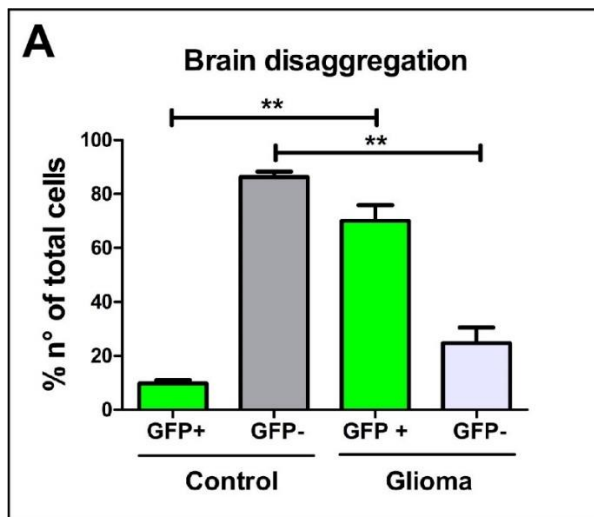 A
Brain disaggregation
**
**
% n° of total cells
100
80
60
40
20
0
GFP+ GFP- GFP + GFP-
Control Glioma